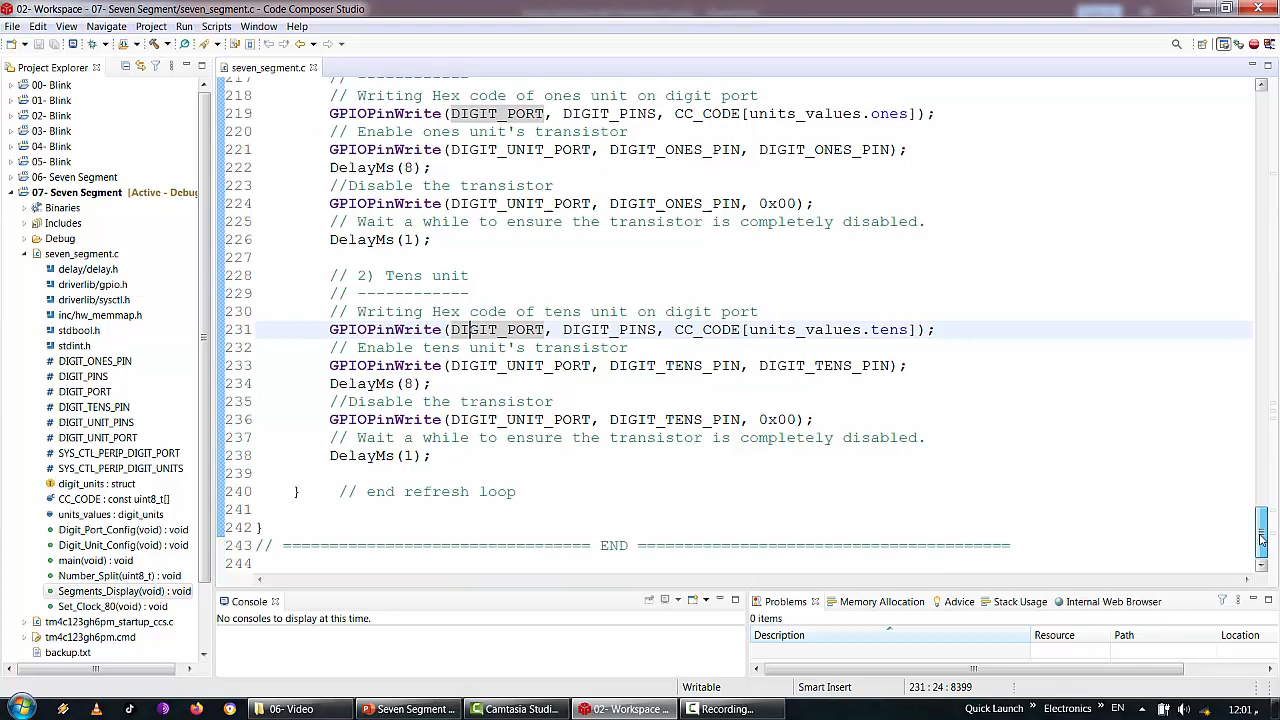 02- Workspace - 07- Seven Segment/seven_segment.c - Code Composer Studio
File Edit View Navigate Project Run Scripts Window Help
Project Explorer
seven_segment.c
00- Blink
01- Blink
02- Blink
03- Blink
04- Blink
05- Blink
06- Seven Segment
07- Seven Segment [Active - Debug
Binaries
Includes
Debug
seven_segment.c
delay/delay.h
driverlib/gpio.h
driverlib/sysctl.h
inc/hw_memmap.h
stdbool.h
stdint.h
DIGIT_ONES_PIN
DIGIT_PINS
DIGIT_PORT
DIGIT_TENS_PIN
DIGIT_UNIT_PINS
DIGIT_UNIT_PORT
SYS_CTL_PERIP_DIGIT_PORT
SYS_CTL_PERIP_DIGIT_UNITS
digit_units : struct
CC_CODE : const uint8_t[]
units_values : digit_units
Digit_Port_Config(void) : void
Digit_Unit_Config(void) : void
main(void) : void
Number_Split(uint8_t) : void
Segments_Display(void) : void
Set_Clock_80(void) : void
tm4c123gh6pm_startup_ccs.c
tm4c123gh6pm.cmd
backup.txt
217 // ------------
218 // Writing Hex code of ones unit on digit port
219 GPIOPinWrite(DIGIT_PORT, DIGIT_PINS, CC_CODE[units_values.ones]);
220 // Enable ones unit's transistor
221 GPIOPinWrite(DIGIT_UNIT_PORT, DIGIT_ONES_PIN, DIGIT_ONES_PIN);
222 DelayMs(8);
223 //Disable the transistor
224 GPIOPinWrite(DIGIT_UNIT_PORT, DIGIT_ONES_PIN, 0x00);
225 // Wait a while to ensure the transistor is completely disabled.
226 DelayMs(1);
227
228 // 2) Tens unit
229 // ------------
230 // Writing Hex code of tens unit on digit port
231 GPIOPinWrite(DIGIT_PORT, DIGIT_PINS, CC_CODE[units_values.tens]);
232 // Enable tens unit's transistor
233 GPIOPinWrite(DIGIT_UNIT_PORT, DIGIT_TENS_PIN, DIGIT_TENS_PIN);
234 DelayMs(8);
235 //Disable the transistor
236 GPIOPinWrite(DIGIT_UNIT_PORT, DIGIT_TENS_PIN, 0x00);
237 // Wait a while to ensure the transistor is completely disabled.
238 DelayMs(1);
239
240 } // end refresh loop
241
242 }
243 // ================================= END ========================================
244
Console
No consoles to display at this time.
Problems Memory Allocation Advice Stack Usage Internal Web Browser
0 items
Description Resource Path Location
Writable Smart Insert 231 : 24 : 8399
06- Video Seven Segment ... Camtasia Studi... 02- Workspace ... Recording... Quick Launch Electronics EN 12:01 م